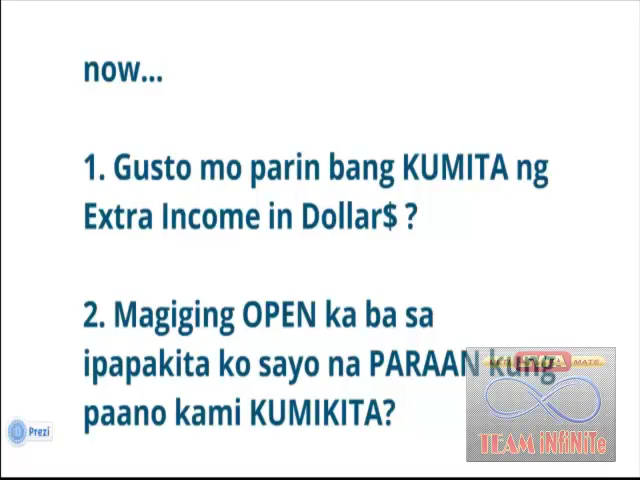 now...
1. Gusto mo parin bang KUMITA ng
Extra Income in Dollar$ ?
2. Magiging OPEN ka ba sa
ipapakita ko sayo na PARAAN kung
paano kami KUMIKITA?
Prezi
MATE
TEAM iNfiNiTe